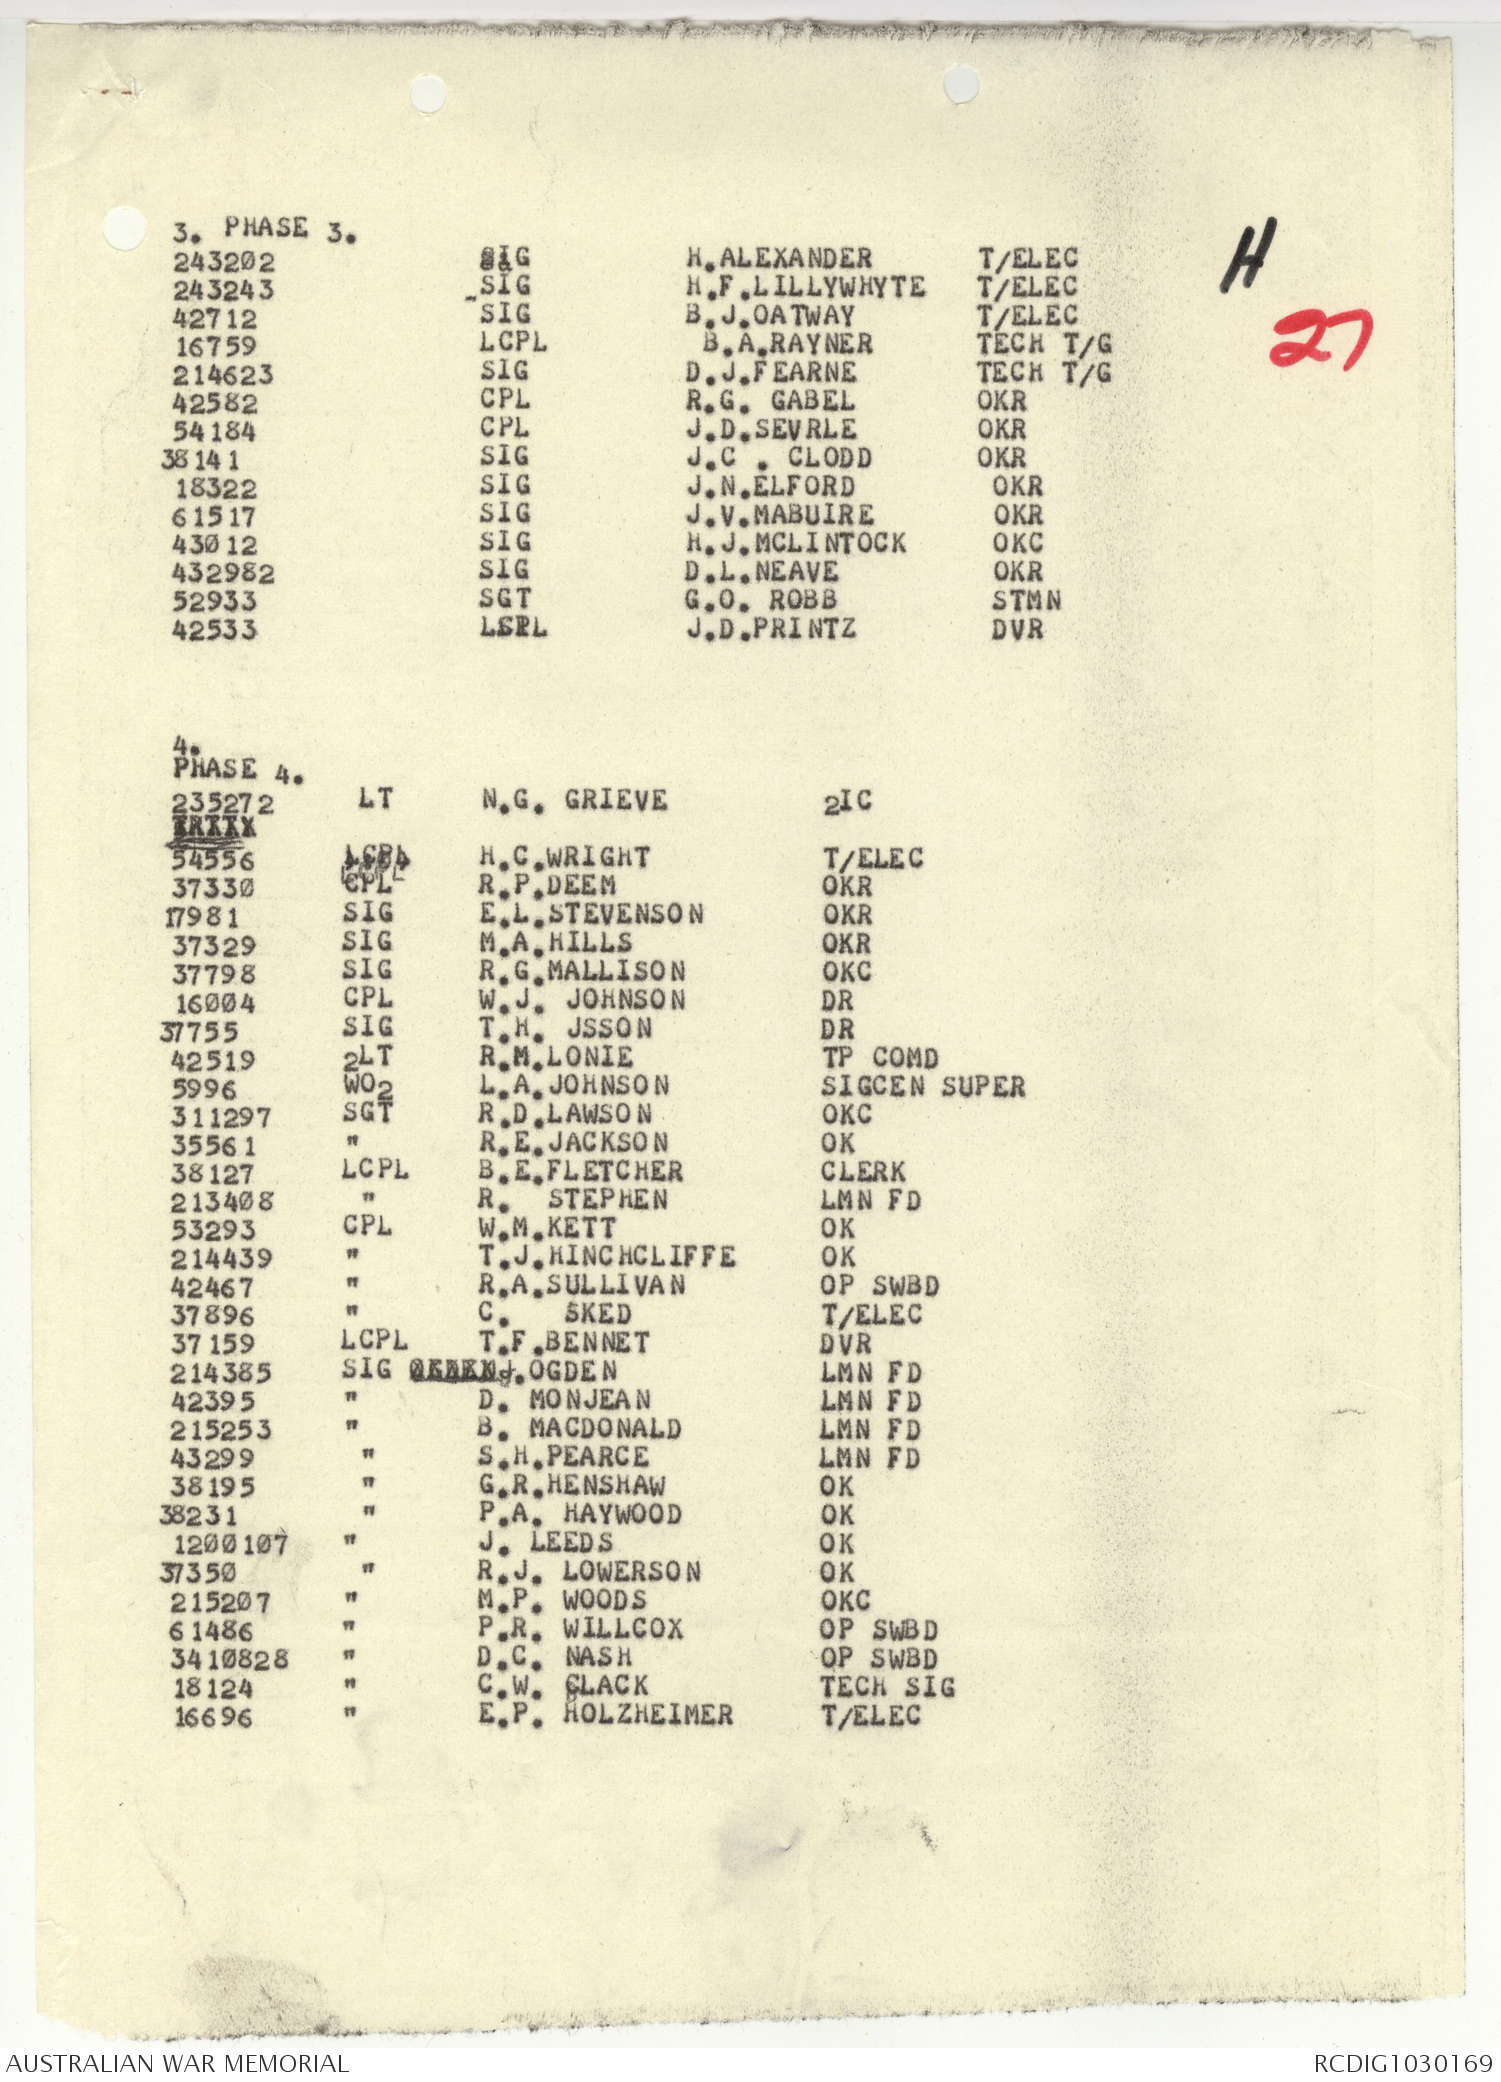 H
27
3. PHASE 3.
243202 SIG H.ALEXANDER T/ELEC
243243 SIG H.F.LILLYWHYTE T/ELEC
42712 SIG B.J.OATWAY T/ELEC
16759 LCPL B.A.RAYNER TECH T/G
214623 SIG D.J.FEARNE TECH T/G
42582 CPL R.G. GABEL OKR
54184 CPL J.D.SEVRLE OKR
38141 SIG J.C . CLODD OKR
18322 SIG J.N.ELFORD OKR
61517 SIG J.V.MABUIRE OKR
43012 SIG H.J.MCLINTOCK OKC
432982 SIG D.L.NEAVE OKR
52933 SGT G.O. ROBB STMN
42533 J.D.PRINTZ DVR
4.
PHASE 4.
235272 LT N.G. GRIEVE 2IC
54556 LCPL H.C.WRIGHT T/ELEC
37330 CPL R.P.DEEM OKR
17981 SIG E.L.STEVENSON OKR
37329 SIG M.A.HILLS OKR
37798 SIG R.G.MALLISON OKC
16004 CPL W.J. JOHNSON DR
37755 SIG T.H. JSSON DR
42519 2LT R.M.LONIE TP COMD
5996 WO2 L.A.JOHNSON SIGCEN SUPER
311297 SGT R.D.LAWSON OKC
35561 " R.E.JACKSON OK
38127 LCPL B.E.FLETCHER CLERK
213408 " R. STEPHEN LMN FD
53293 CPL W.M.KETT OK
214439 " T.J.HINCHCLIFFE OK
42467 " R.A.SULLIVAN OP SWBD
37896 " C. SKED T/ELEC
37159 LCPL T.F.BENNET DVR
214385 SIG J.OGDEN LMN FD
42395 " D. MONJEAN LMN FD
215253 " B. MACDONALD LMN FD
43299 " S.H.PEARCE LMN FD
38195 " G.R.HENSHAW OK
38231 " P.A. HAYWOOD OK
1200107 " J. LEEDS OK
37350 " R.J. LOWERSON OK
215207 " M.P. WOODS OKC
61486 " P.R. WILLCOX OP SWBD
3410828 " D.C. NASH OP SWBD
18124 " C.W. CLACK TECH SIG
16696 " E.P. HOLZHEIMER T/ELEC
AUSTRALIAN WAR MEMORIAL RCDIG1030169